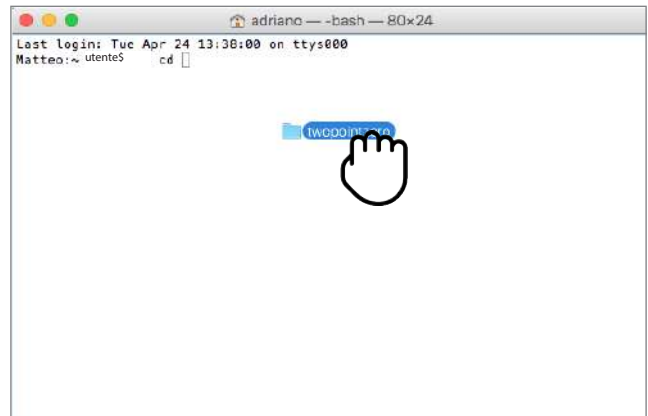 adriano — -bash — 80×24
Last login: Tue Apr 24 13:38:00 on ttys000
Matteo:~ utente$ cd